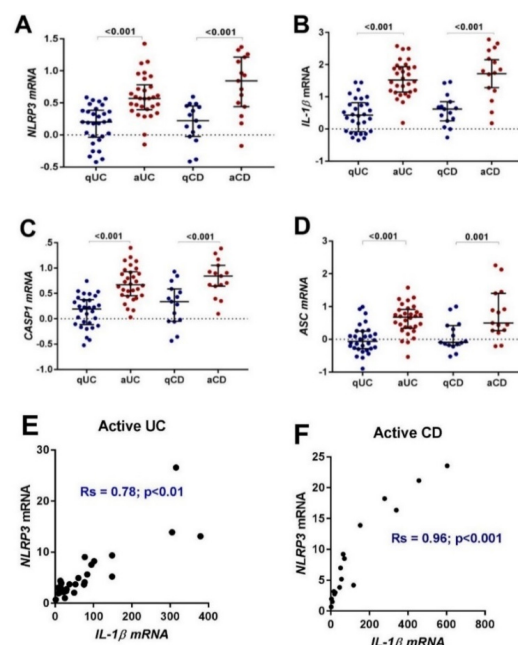 A
NLRP3 mRNA
1.5
1.0
0.5
0.0
-0.5
<0.001
<0.001
qUC aUC qCD aCD
B
IL-1β mRNA
3
2
1
0
-1
<0.001
<0.001
qUC aUC qCD aCD
C
CASP1 mRNA
0.5
0.0
-0.5
1.0
<0.001
<0.001
qUC aUC qCD aCD
D
ASC mRNA
3
2
1
0
-1
<0.001
0.001
qUC aUC qCD aCD
E
Active UC
NLRP3 mRNA
30
20
10
0
Rs = 0.78; p<0.01
0 100 200 300 400
IL-1β mRNA
F
Active CD
NLRP3 mRNA
25
20
15
10
5
0
Rs = 0.96; p<0.001
0 200 400 600 800
IL-1β mRNA